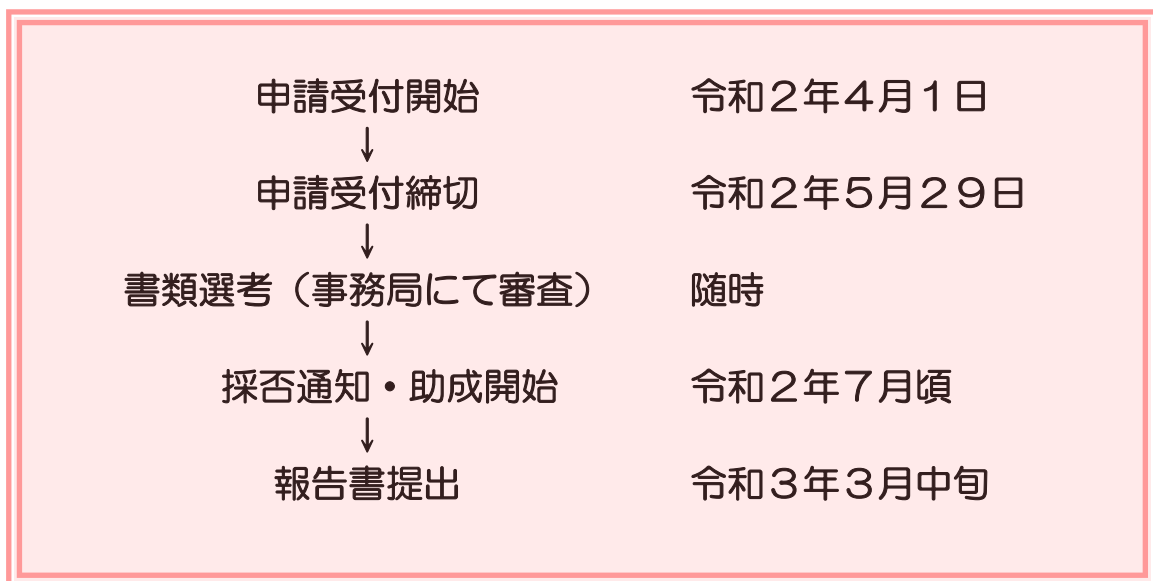 申請受付開始　令和２年４月１日
↓
申請受付締切　令和２年５月２９日
↓
書類選考（事務局にて審査）　随時
↓
採否通知・助成開始　令和２年７月頃
↓
報告書提出　令和３年３月中旬